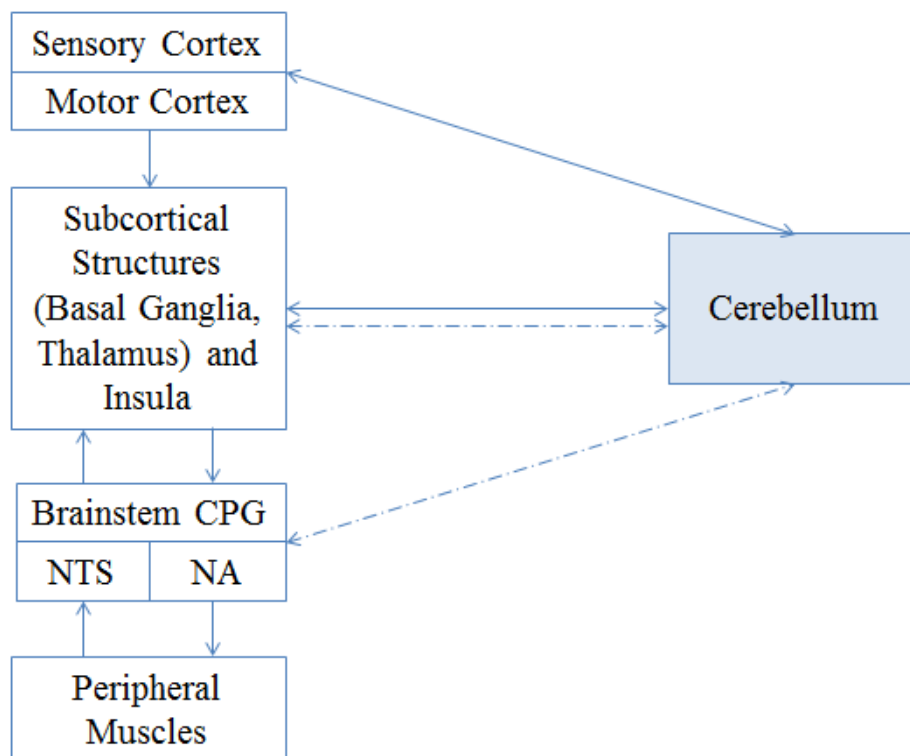 Sensory Cortex
Motor Cortex
Subcortical
Structures
(Basal Ganglia,
Thalamus) and
Insula
Cerebellum
Brainstem CPG
NTS
NA
Peripheral
Muscles